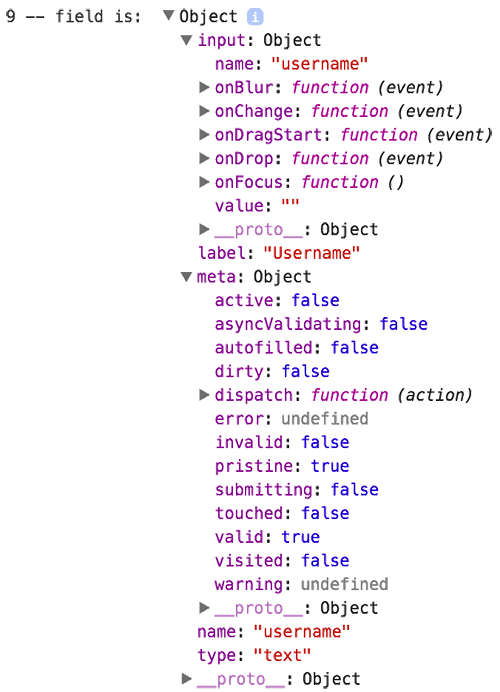 9 -- field is: ▼Object i
▼input: Object
name: "username"
▶onBlur: function (event)
▶onChange: function (event)
▶onDragStart: function (event)
▶onDrop: function (event)
▶onFocus: function ()
value: ""
▶__proto__: Object
label: "Username"
▼meta: Object
active: false
asyncValidating: false
autofilled: false
dirty: false
▶dispatch: function (action)
error: undefined
invalid: false
pristine: true
submitting: false
touched: false
valid: true
visited: false
warning: undefined
▶__proto__: Object
name: "username"
type: "text"
▶__proto__: Object